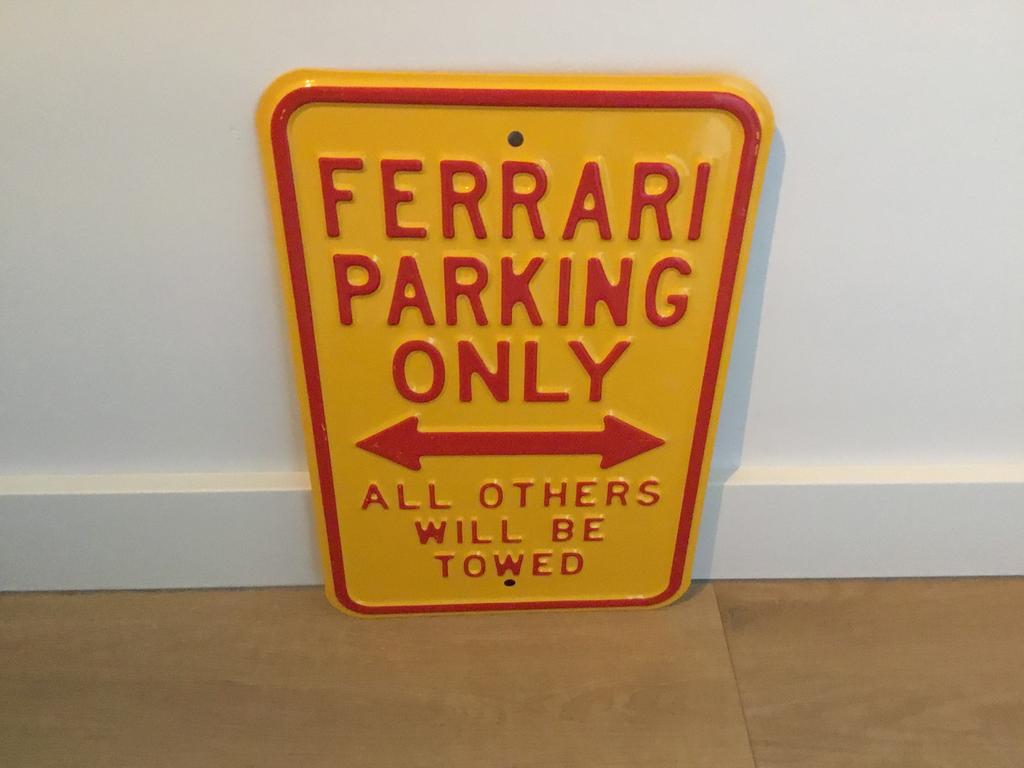 FERRARI
PARKING
ONLY
ALL OTHERS
WILL BE
TOWED